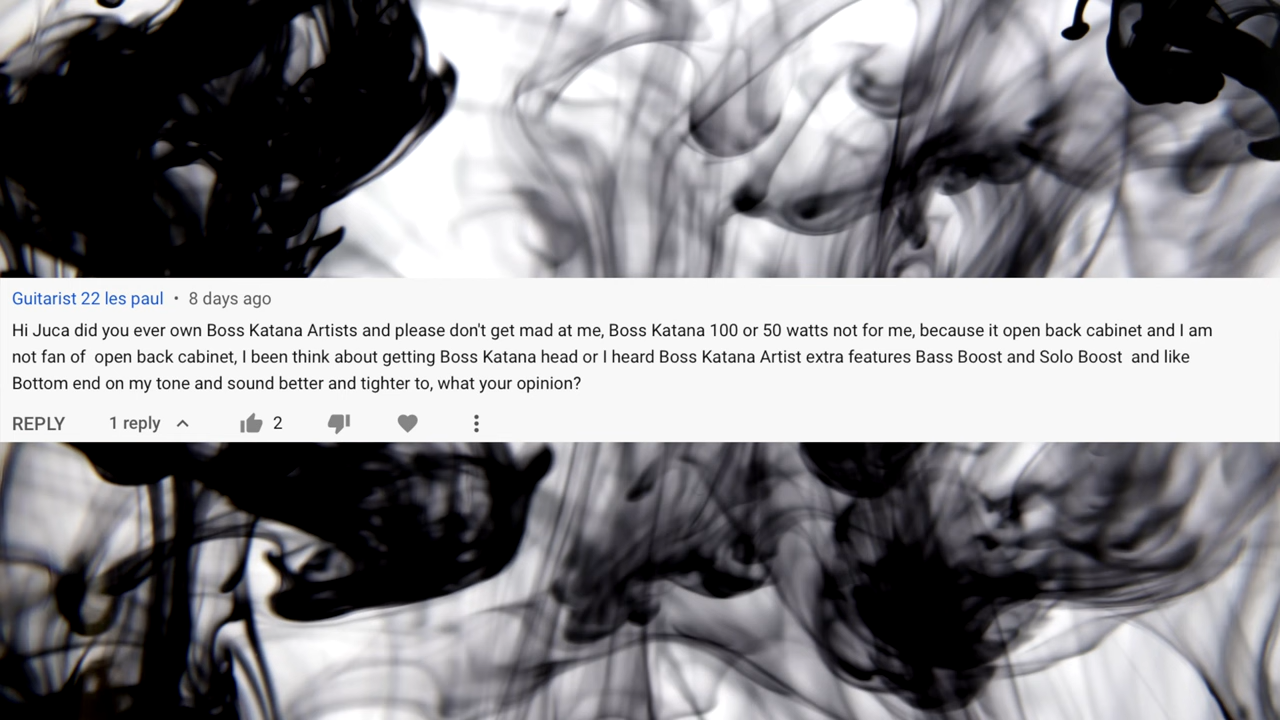 Guitarist 22 les paul • 8 days ago
Hi Juca did you ever own Boss Katana Artists and please don't get mad at me, Boss Katana 100 or 50 watts not for me, because it open back cabinet and I am
not fan of  open back cabinet, I been think about getting Boss Katana head or I heard Boss Katana Artist extra features Bass Boost and Solo Boost  and like
Bottom end on my tone and sound better and tighter to, what your opinion?
REPLY 1 reply 2